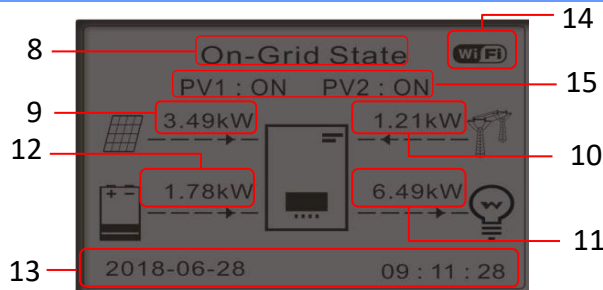 14
8 On-Grid State WiFi
PV1 : ON PV2 : ON 15
9 3.49kW 1.21kW
12 10
+ - 1.78kW 6.49kW
11
13 2018-06-28 09 : 11 : 28